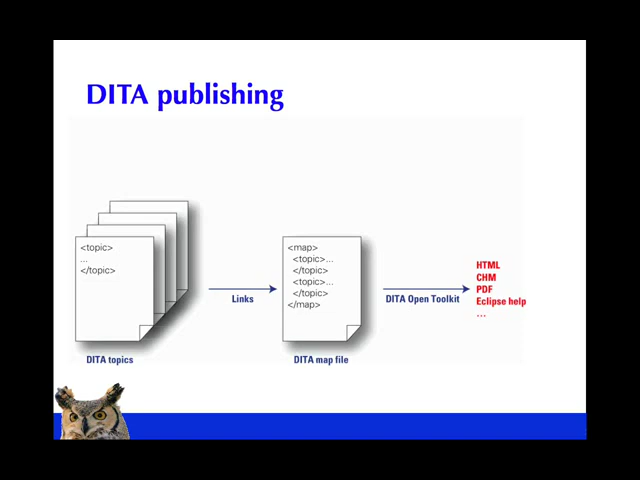 DITA publishing
<topic>
...
</topic>
DITA topics
Links
<map>
<topic>...
</topic>
<topic>...
</topic>
</map>
DITA map file
DITA Open Toolkit
HTML
CHM
PDF
Eclipse help
...